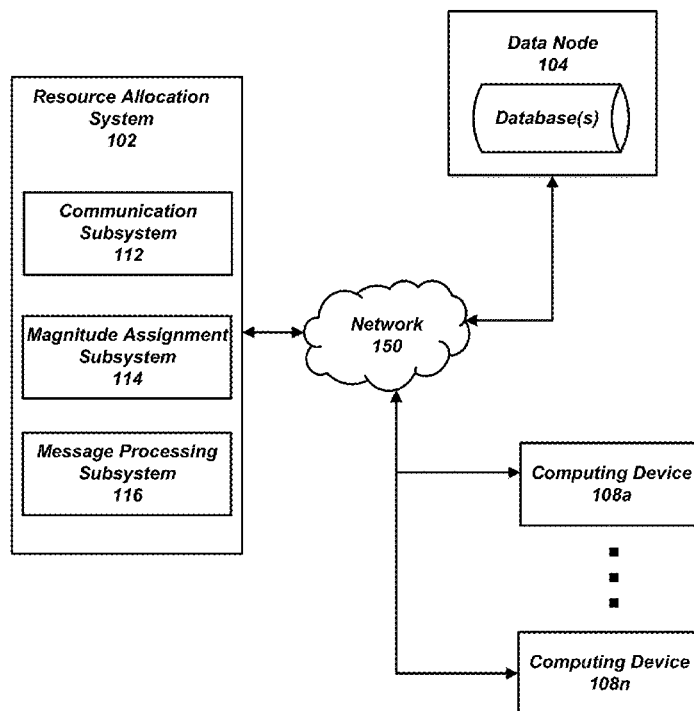 Resource Allocation
System
102
Communication
Subsystem
112
Magnitude Assignment
Subsystem
114
Message Processing
Subsystem
116
Network
150
Data Node
104
Database(s)
Computing Device
108a
Computing Device
108n